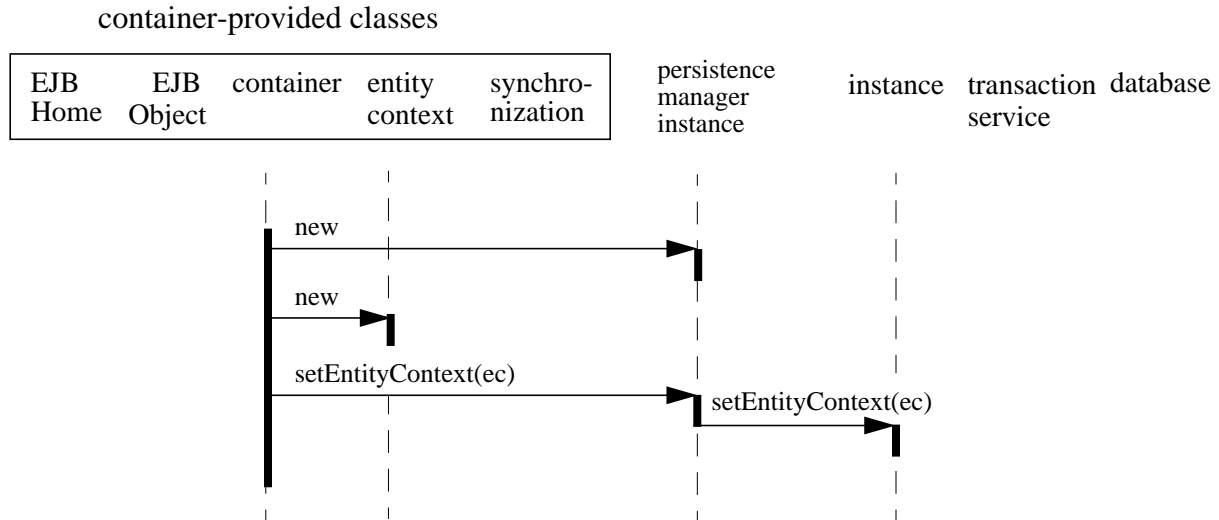 container-provided classes
EJB
Home
EJB
Object
container
entity
context
synchro-
nization
persistence
manager
instance
instance
transaction
service
database
new
new
setEntityContext(ec)
setEntityContext(ec)